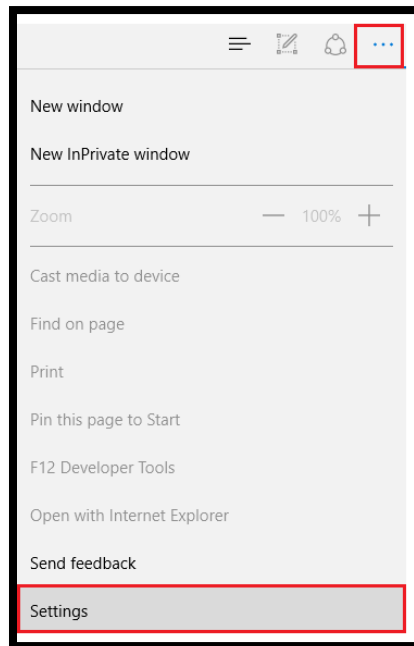 New window
New InPrivate window
Zoom 100%
Cast media to device
Find on page
Print
Pin this page to Start
F12 Developer Tools
Open with Internet Explorer
Send feedback
Settings